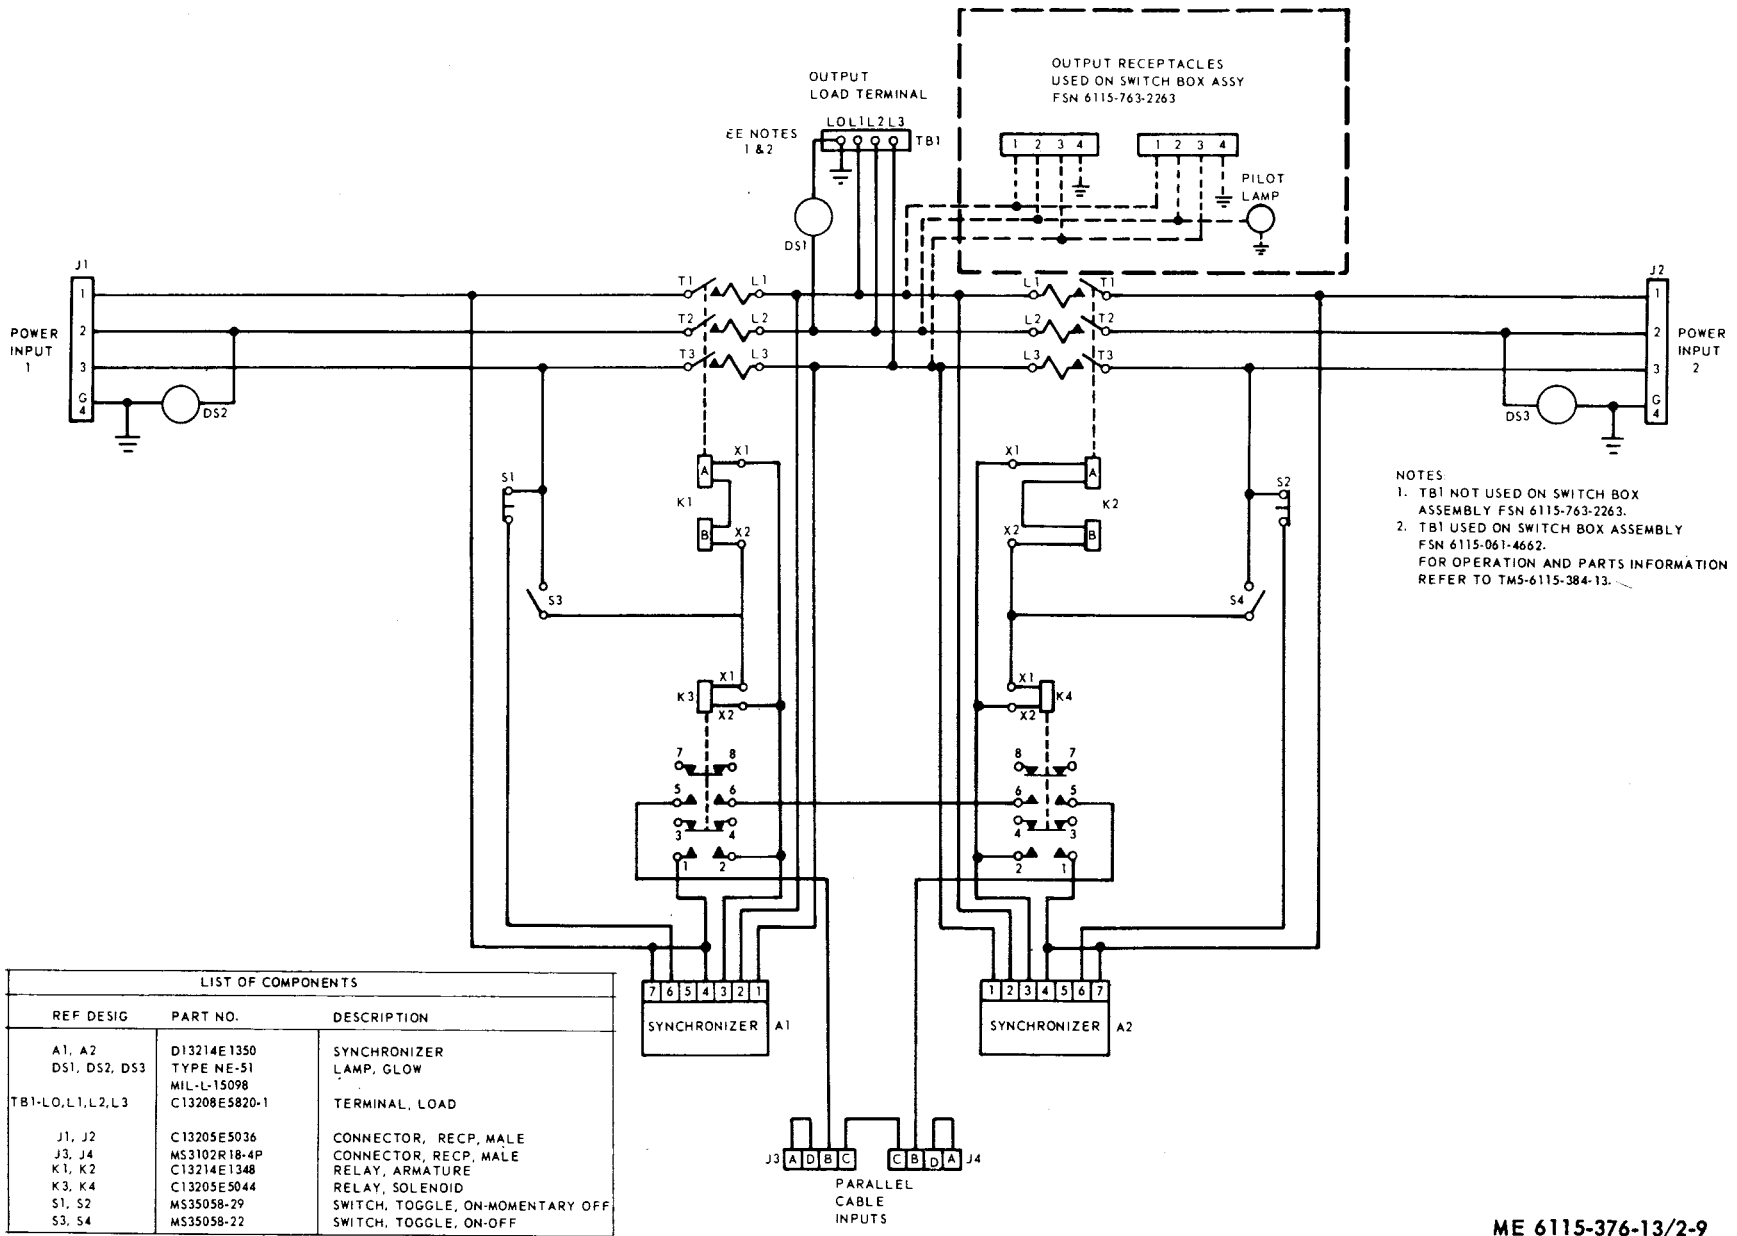 OUTPUT RECEPTACLES
USED ON SWITCH BOX ASSY
FSN 6115-763-2263
OUTPUT
LOAD TERMINAL
LO L1 L2 L3
EE NOTES
1 & 2
TB1
1 2 3 4
1 2 3 4
PILOT
LAMP
DS1
J1
J2
POWER
INPUT
1
1
2
3
G
4
DS2
T1
L1
T2
L2
T3
L3
L1
T1
L2
T2
L3
T3
1
2
3
G
4
POWER
INPUT
2
DS3
X1
A
K1
B
X2
X1
A
K2
B
X2
S1
S2
S3
S4
NOTES:
1. TB1 NOT USED ON SWITCH BOX
ASSEMBLY FSN 6115-763-2263.
2. TB1 USED ON SWITCH BOX ASSEMBLY
FSN 6115-061-4662.
FOR OPERATION AND PARTS INFORMATION
REFER TO TM5-6115-384-13.
K3
X1
X2
X1
K4
X2
7 8
5 6
3 4
1 2
8 7
6 5
4 3
2 1
7 6 5 4 3 2 1
SYNCHRONIZER A1
1 2 3 4 5 6 7
SYNCHRONIZER A2
LIST OF COMPONENTS
REF DESIG PART NO. DESCRIPTION
A1, A2 D13214E1350 SYNCHRONIZER
DS1, DS2, DS3 TYPE NE-51 LAMP, GLOW
MIL-L-15098
TB1-LO,L1,L2,L3 C13208E5820-1 TERMINAL, LOAD
J1, J2 C13205E5036 CONNECTOR, RECP, MALE
J3, J4 MS3102R18-4P CONNECTOR, RECP, MALE
K1, K2 C13214E1348 RELAY, ARMATURE
K3, K4 C13205E5044 RELAY, SOLENOID
S1, S2 MS35058-29 SWITCH, TOGGLE, ON-MOMENTARY OFF
S3, S4 MS35058-22 SWITCH, TOGGLE, ON-OFF
J3 A D B C
C B D A J4
PARALLEL
CABLE
INPUTS
ME 6115-376-13/2-9